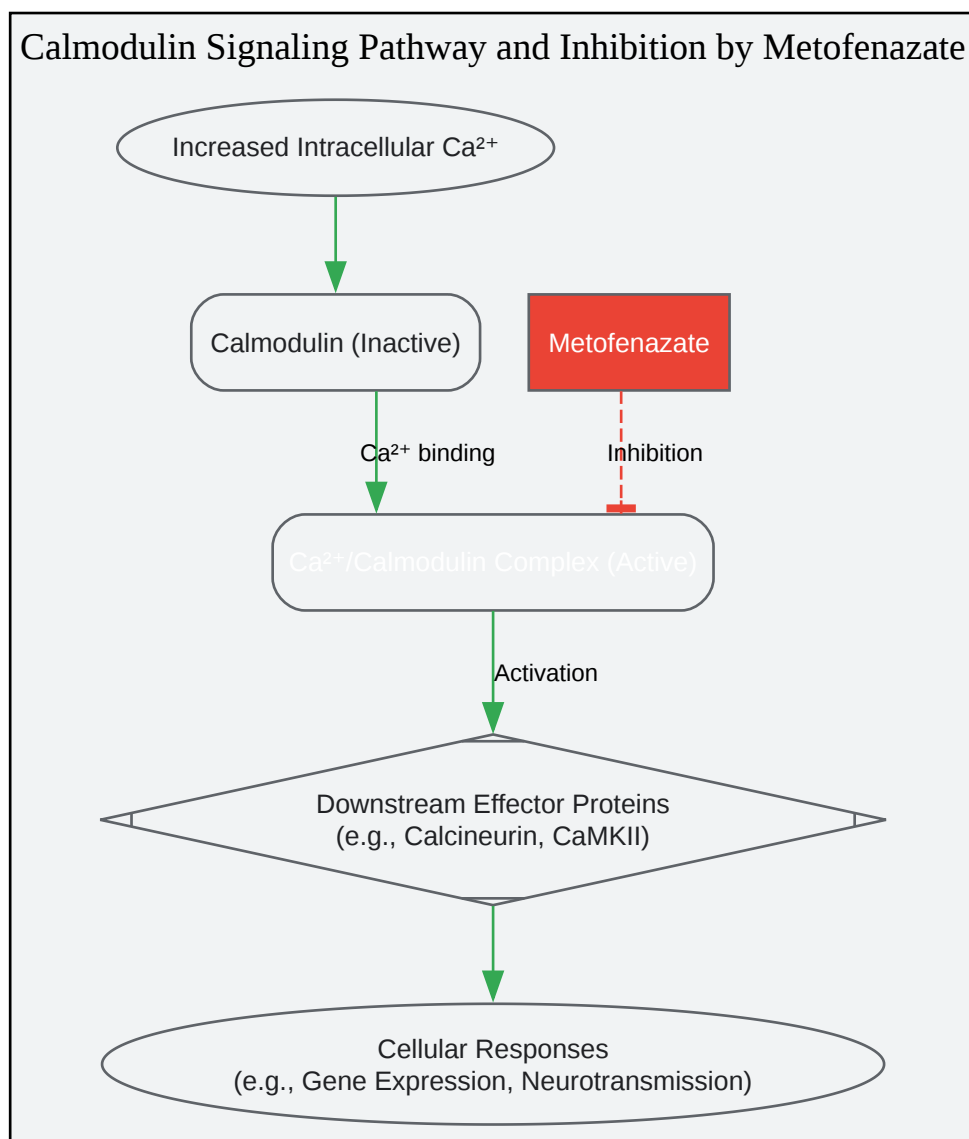 Calmodulin Signaling Pathway and Inhibition by Metofenazate
Increased Intracellular Ca²⁺
Calmodulin (Inactive)
Metofenazate
Ca²⁺ binding
Inhibition
Ca²⁺/Calmodulin Complex (Active)
Activation
Downstream Effector Proteins
(e.g., Calcineurin, CaMKII)
Cellular Responses
(e.g., Gene Expression, Neurotransmission)